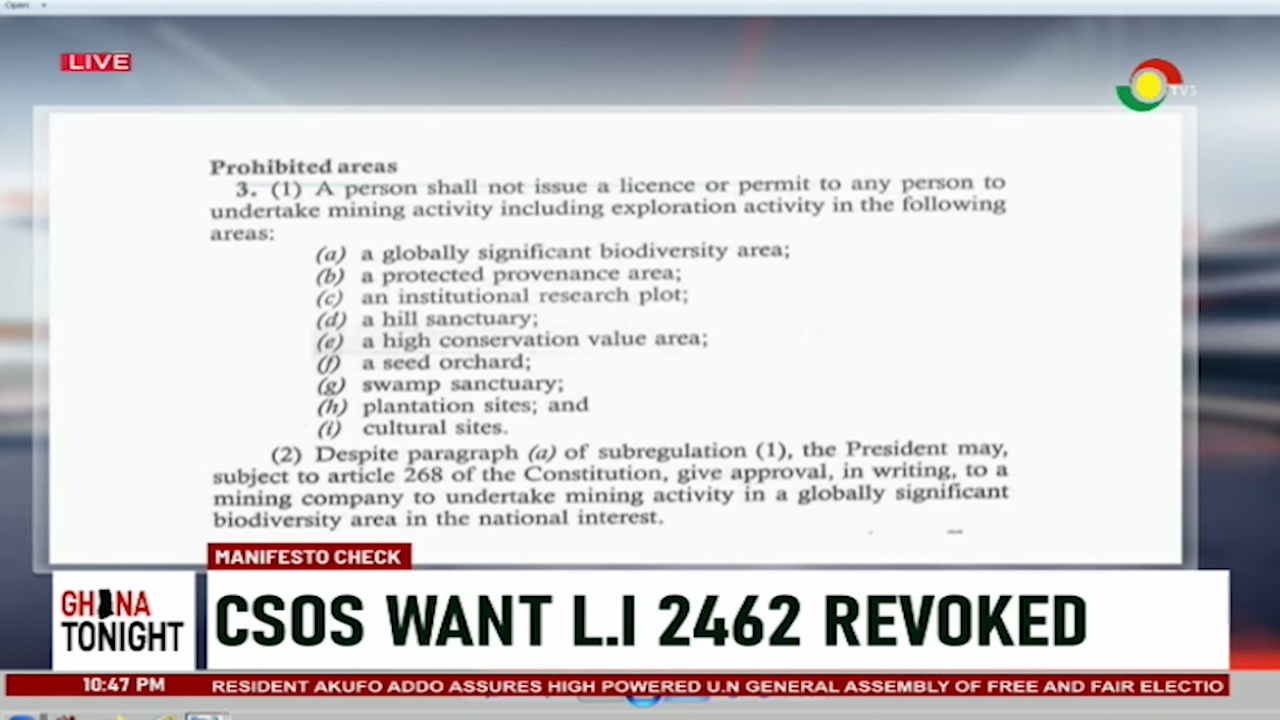 Open
LIVE
TV3
Prohibited areas
3. (1) A person shall not issue a licence or permit to any person to
undertake mining activity including exploration activity in the following
areas:
(a) a globally significant biodiversity area;
(b) a protected provenance area;
(c) an institutional research plot;
(d) a hill sanctuary;
(e) a high conservation value area;
(f) a seed orchard;
(g) swamp sanctuary;
(h) plantation sites; and
(i) cultural sites.
(2) Despite paragraph (a) of subregulation (1), the President may,
subject to article 268 of the Constitution, give approval, in writing, to a
mining company to undertake mining activity in a globally significant
biodiversity area in the national interest.
MANIFESTO CHECK
GHANA
TONIGHT
CSOS WANT L.I 2462 REVOKED
10:47 PM
RESIDENT AKUFO ADDO ASSURES HIGH POWERED U.N GENERAL ASSEMBLY OF FREE AND FAIR ELECTIO